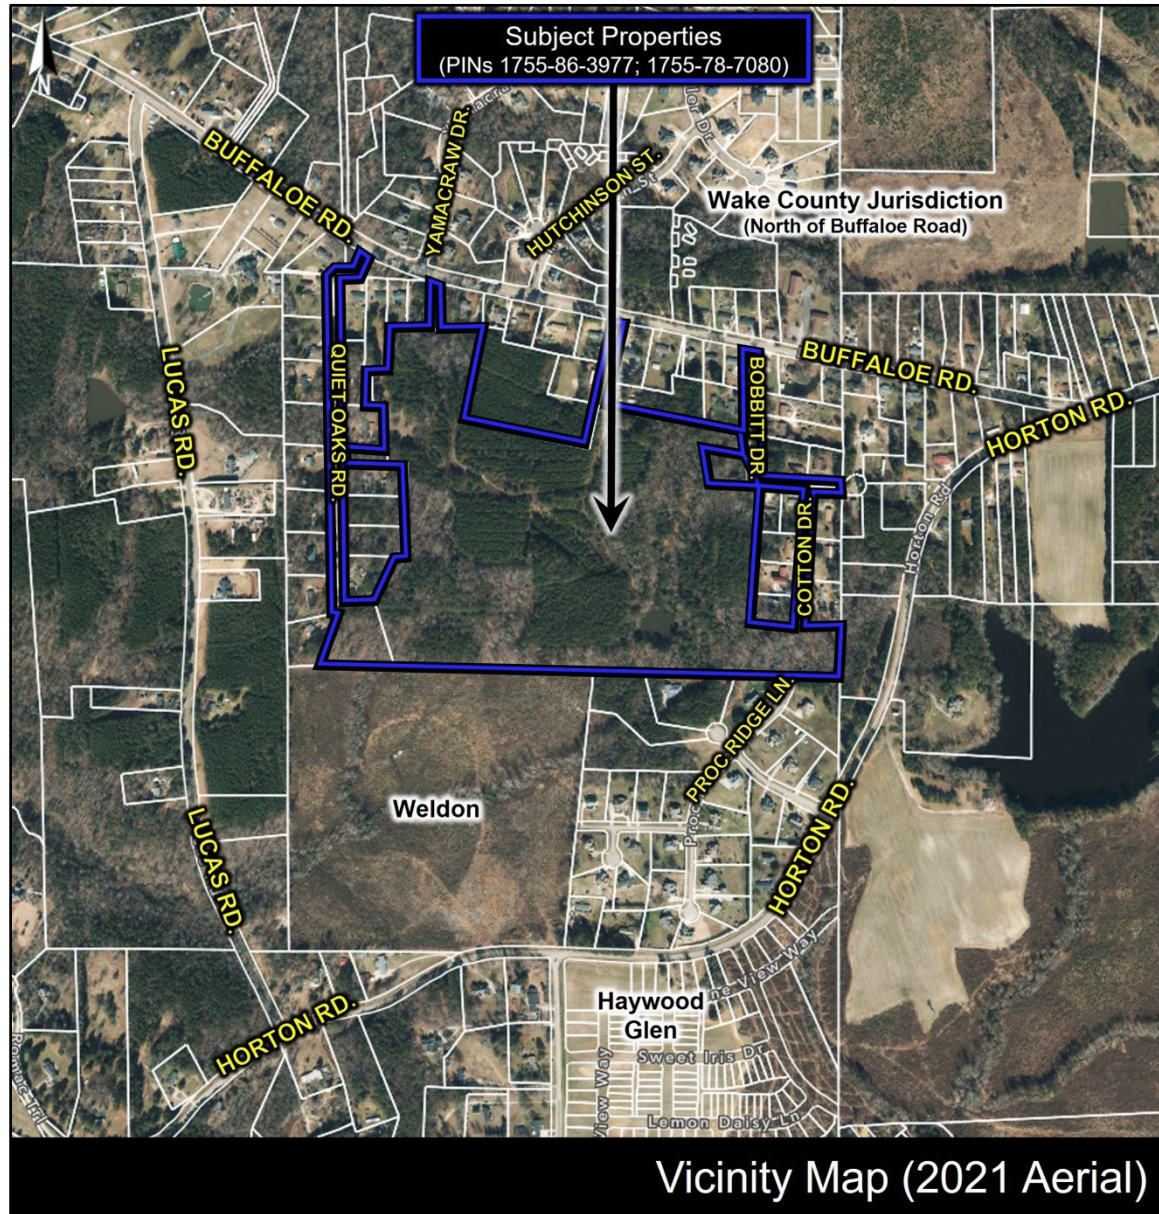 Subject Properties
(PINs 1755-86-3977; 1755-78-7080)
N
BUFFALOE RD.
YAMACRAW DR.
HUTCHINSON ST.
Wake County Jurisdiction
(North of Buffaloe Road)
LUCAS RD.
QUIET OAKS RD.
BOBBITT DR.
BUFFALOE RD.
HORTON RD.
Horton Rd
COTTON DR.
PROC RIDGE LN.
Weldon
LUCAS RD.
HORTON RD.
HORTON RD.
Haywood
Glen
View Way
Sweet Iris Dr
View Way
Lemon Daisy Ln
Vicinity Map (2021 Aerial)